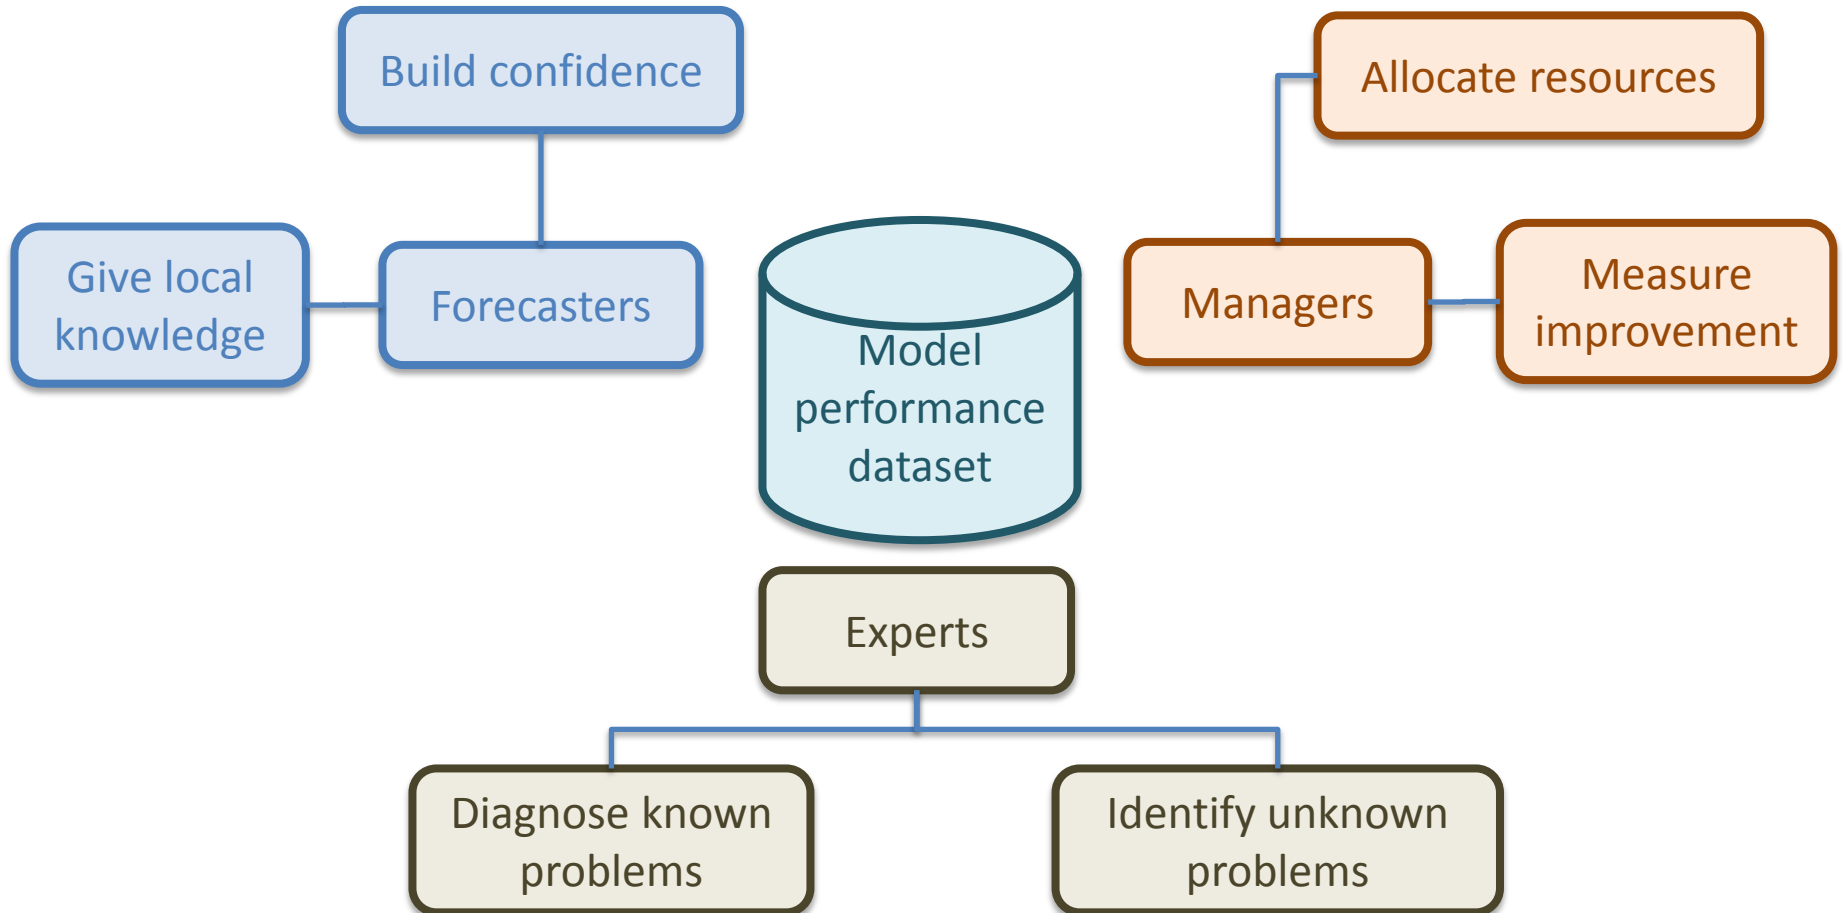 Build confidence
Allocate resources
Give local
knowledge
Forecasters
Model
performance
dataset
Managers
Measure
improvement
Experts
Diagnose known
problems
Identify unknown
problems